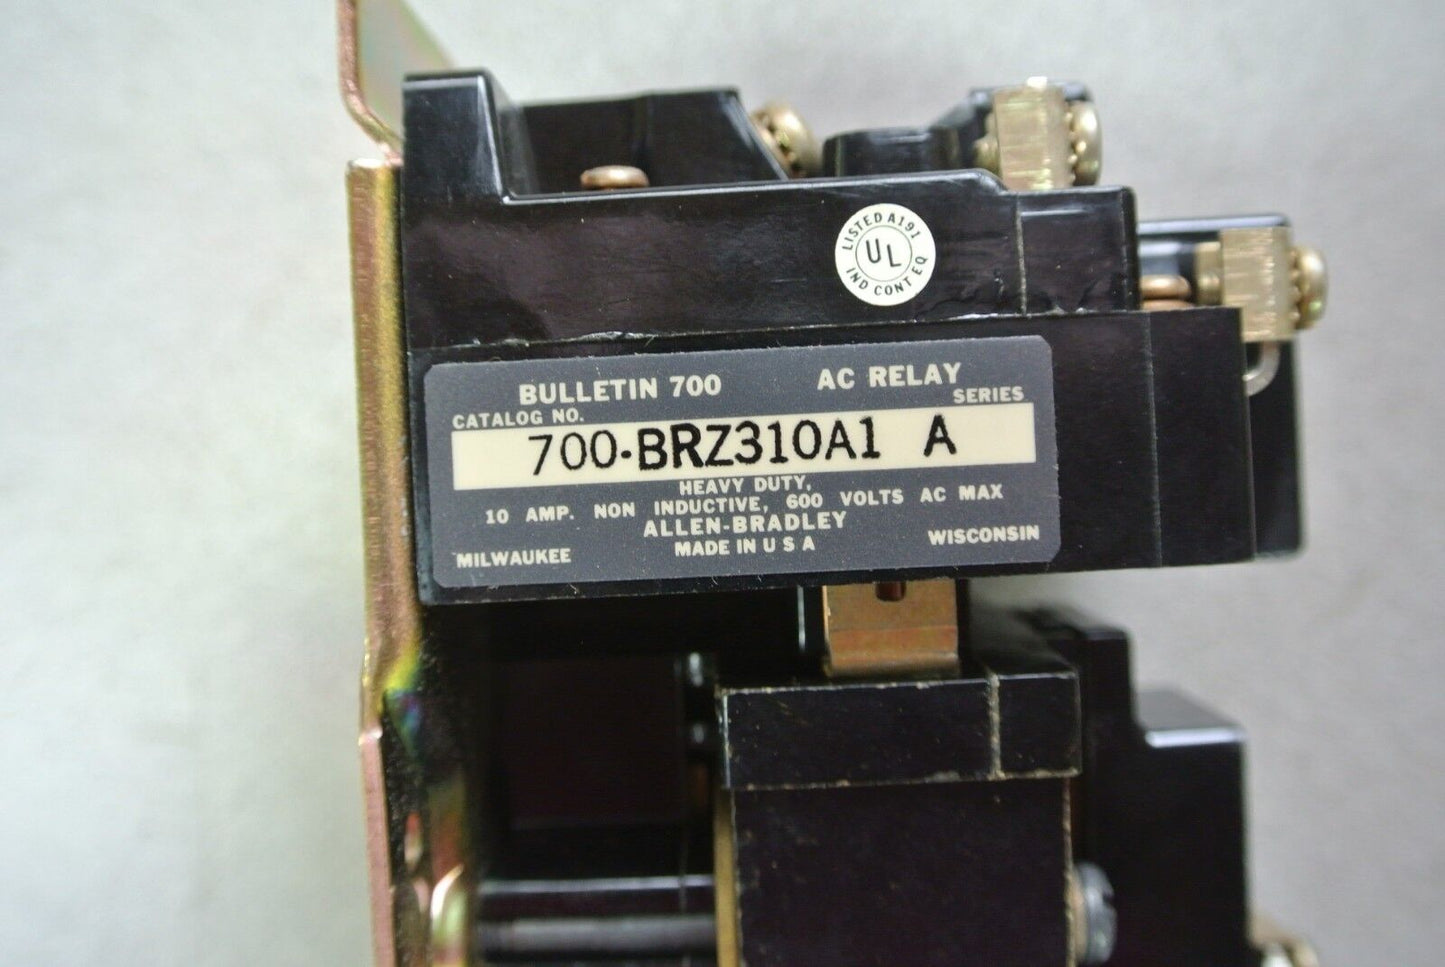 LISTED A191
UL
IND CONT EQ
BULLETIN 700 AC RELAY
CATALOG NO. SERIES
700-BRZ310A1 A
HEAVY DUTY,
10 AMP. NON INDUCTIVE, 600 VOLTS AC MAX
ALLEN-BRADLEY
MILWAUKEE MADE IN U S A WISCONSIN